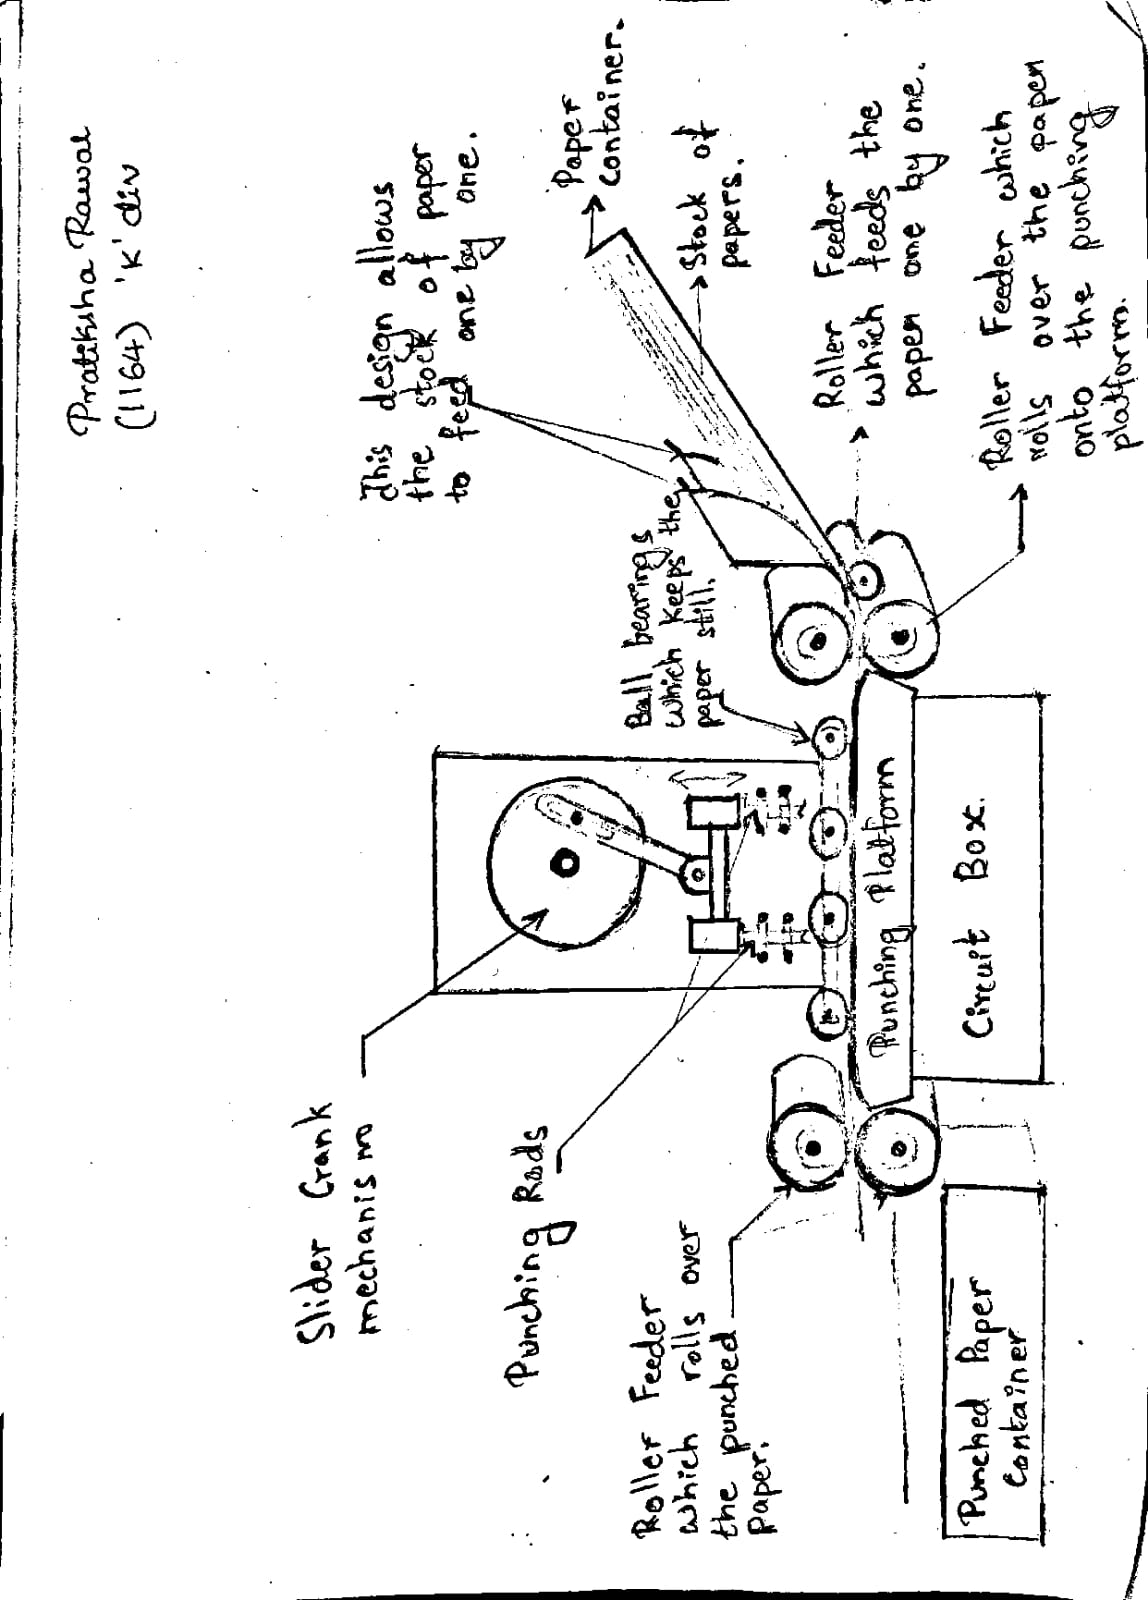 Pratiksha Rawal
(1164) 'K' div
This design allows
the stock of paper
to feed one by one.
Paper
container.
Stock of
papers.
Roller Feeder
which feeds the
paper one by one.
Roller Feeder which
rolls over the paper
onto the punching
platform.
Ball bearings
which keeps the
paper still.
Slider Crank
mechanism
Punching Rods
Roller Feeder
which rolls over
the punched
paper.
Punching Platform
Circuit Box.
Punched Paper
Container